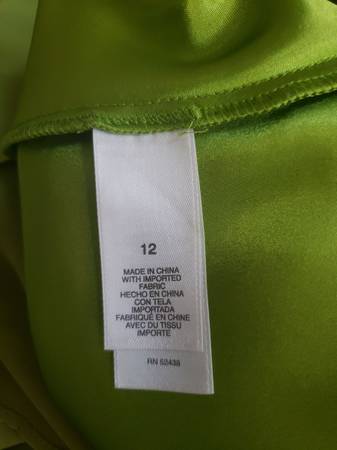 12
MADE IN CHINA
WITH IMPORTED
FABRIC
HECHO EN CHINA
CON TELA
IMPORTADA
FABRIQUÉ EN CHINE
AVEC DU TISSU
IMPORTE
RN 52438